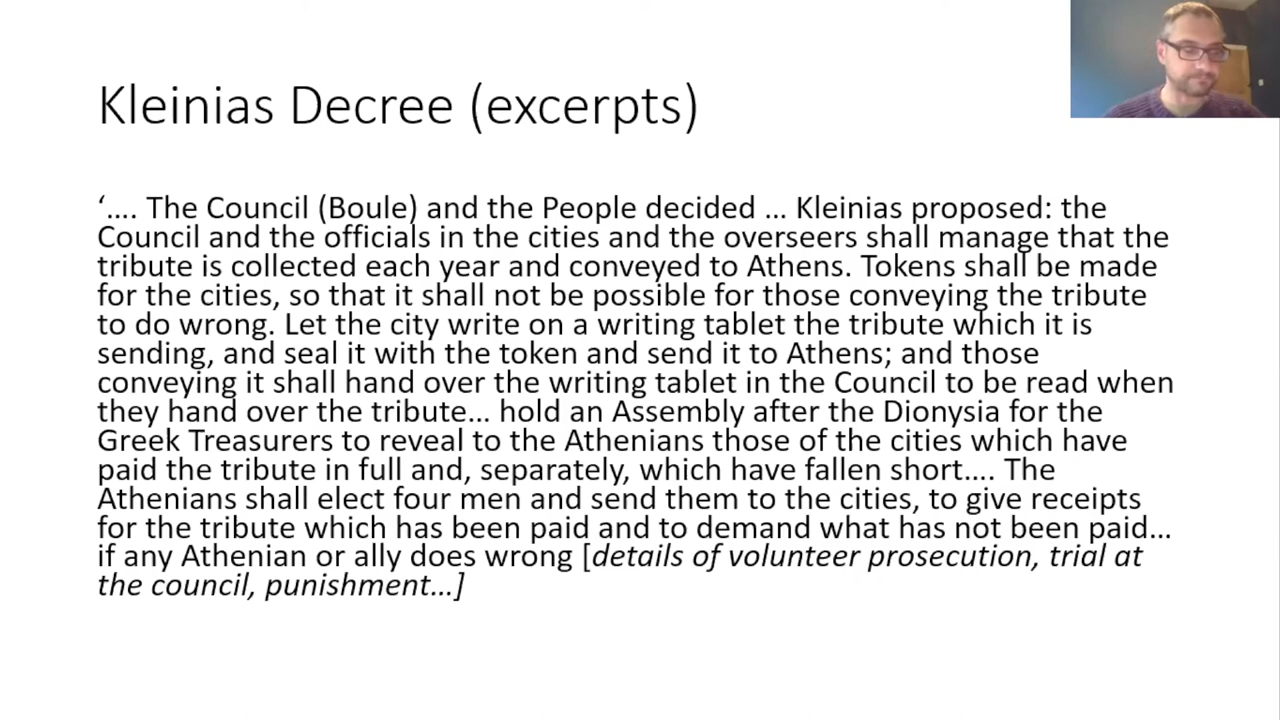 Kleinias Decree (excerpts)
‘…. The Council (Boule) and the People decided … Kleinias proposed: the
Council and the officials in the cities and the overseers shall manage that the
tribute is collected each year and conveyed to Athens. Tokens shall be made
for the cities, so that it shall not be possible for those conveying the tribute
to do wrong. Let the city write on a writing tablet the tribute which it is
sending, and seal it with the token and send it to Athens; and those
conveying it shall hand over the writing tablet in the Council to be read when
they hand over the tribute… hold an Assembly after the Dionysia for the
Greek Treasurers to reveal to the Athenians those of the cities which have
paid the tribute in full and, separately, which have fallen short…. The
Athenians shall elect four men and send them to the cities, to give receipts
for the tribute which has been paid and to demand what has not been paid…
if any Athenian or ally does wrong [details of volunteer prosecution, trial at
the council, punishment…]